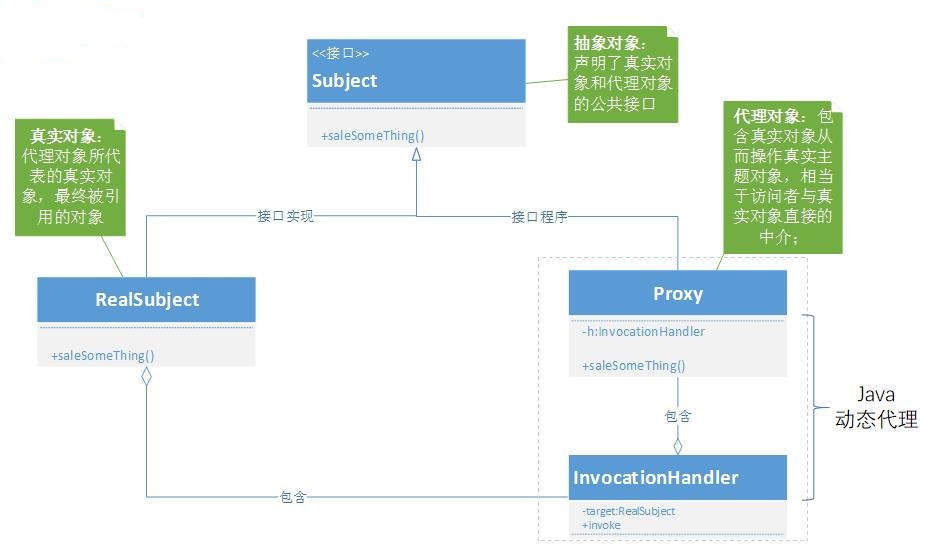 <<接口>>
Subject
+saleSomeThing()
抽象对象：
声明了真实对
象和代理对象
的公共接口
真实对象：
代理对象所代
表的真实对
象，最终被引
用的对象
代理对象：包
含真实对象从
而操作真实主
题对象，相当
于访问者与真
实对象直接的
中介；
接口实现
接口程序
RealSubject
+saleSomeThing()
Proxy
-h:InvocationHandler
+saleSomeThing()
包含
Java
动态代理
InvocationHandler
-target:RealSubject
+invoke
包含